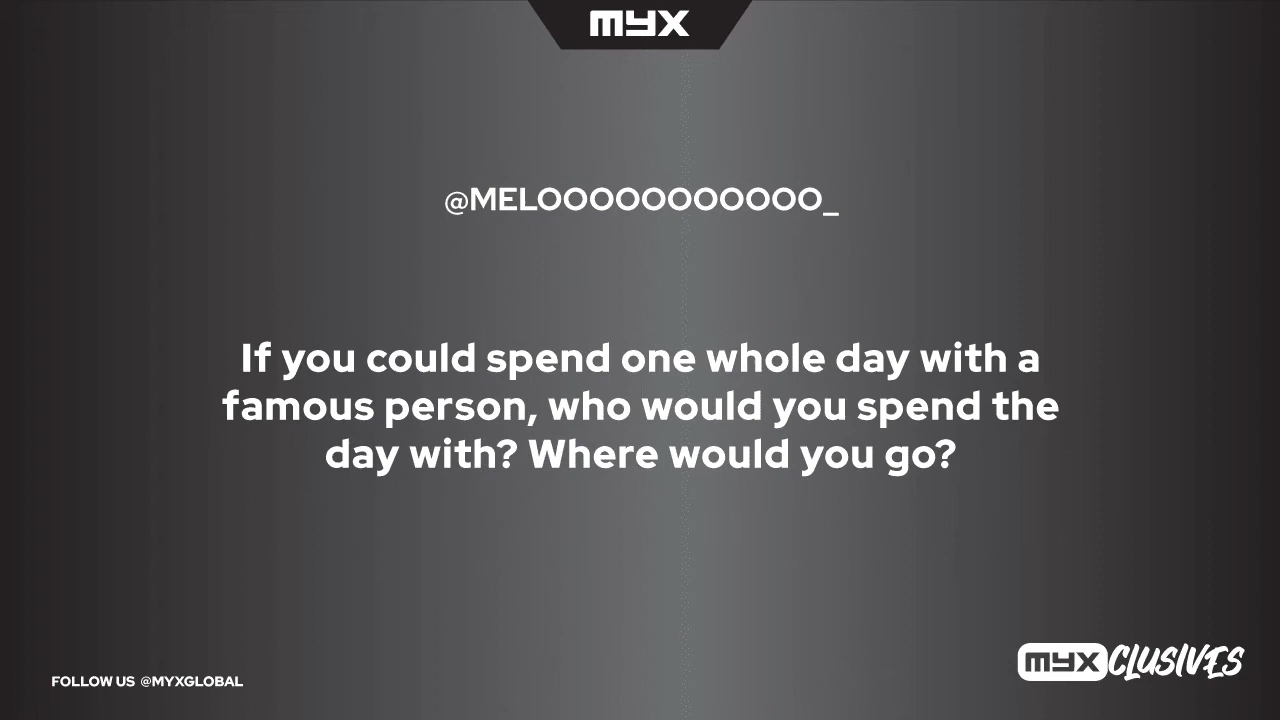 MYX
@MELOOOOOOOOOOO_
If you could spend one whole day with a
famous person, who would you spend the
day with? Where would you go?
FOLLOW US @MYXGLOBAL
MYXCLUSIVES